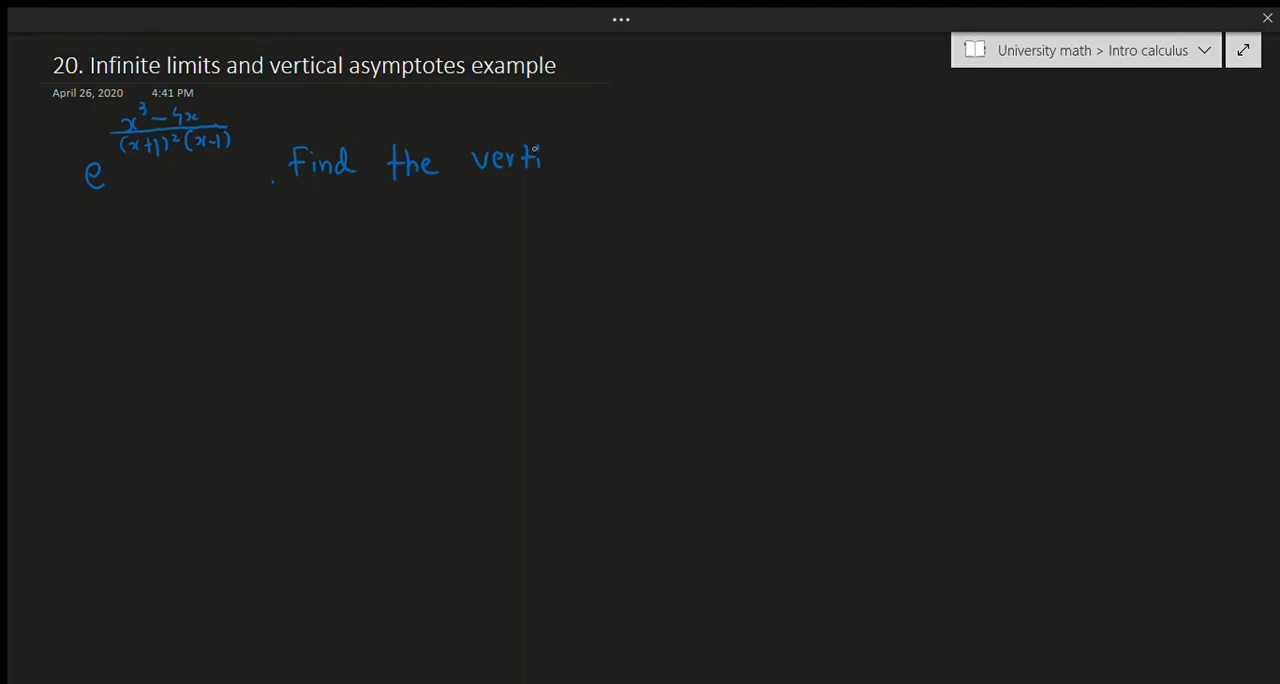 University math > Intro calculus
20. Infinite limits and vertical asymptotes example
April 26, 2020 4:41 PM
x³ - 4x
(x+1)²(x-1)
e . Find the verti